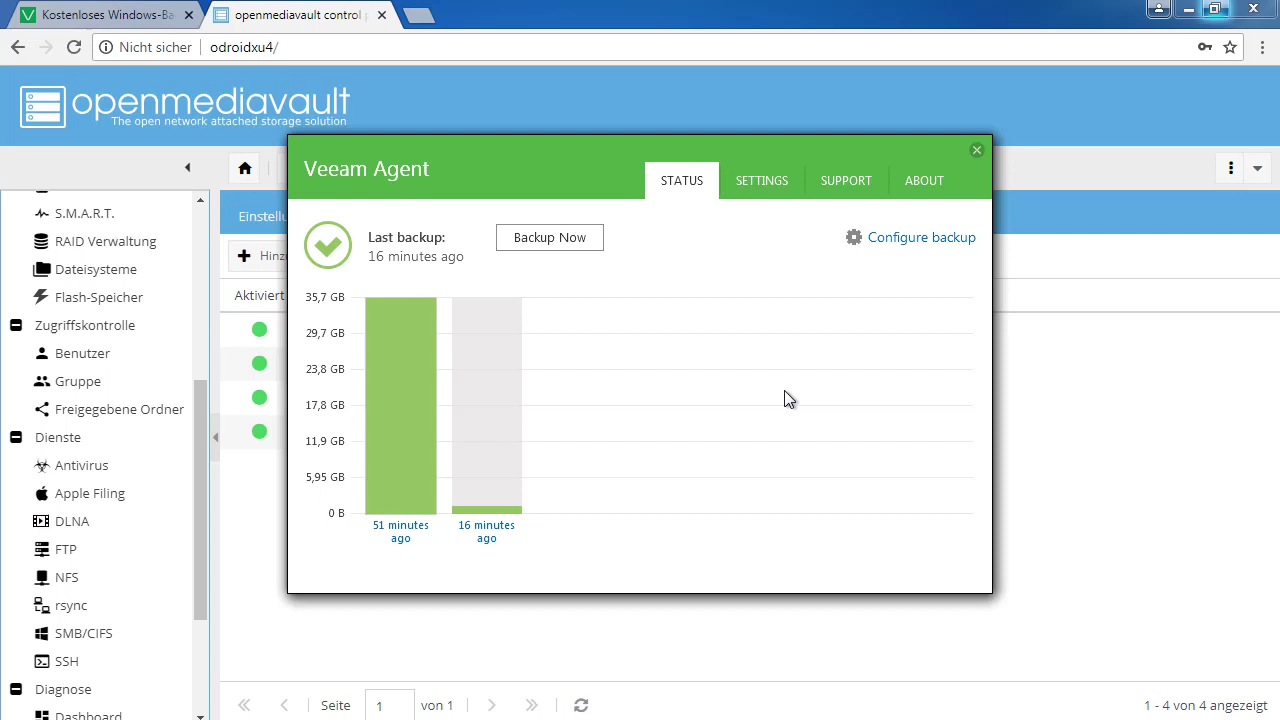 Kostenloses Windows-Ba
openmediavault control
Nicht sicher
odroidxu4/
openmediavault
The open network attached storage solution
S.M.A.R.T.
RAID Verwaltung
Dateisysteme
Flash-Speicher
Zugriffskontrolle
Benutzer
Gruppe
Freigegebene Ordner
Dienste
Antivirus
Apple Filing
DLNA
FTP
NFS
rsync
SMB/CIFS
SSH
Diagnose
Dashboard
Einstellu
Hinzu
Aktiviert
Veeam Agent
STATUS
SETTINGS
SUPPORT
ABOUT
Last backup:
16 minutes ago
Backup Now
Configure backup
35,7 GB
29,7 GB
23,8 GB
17,8 GB
11,9 GB
5,95 GB
0 B
51 minutes
ago
16 minutes
ago
Seite
1
von 1
1 - 4 von 4 angezeigt